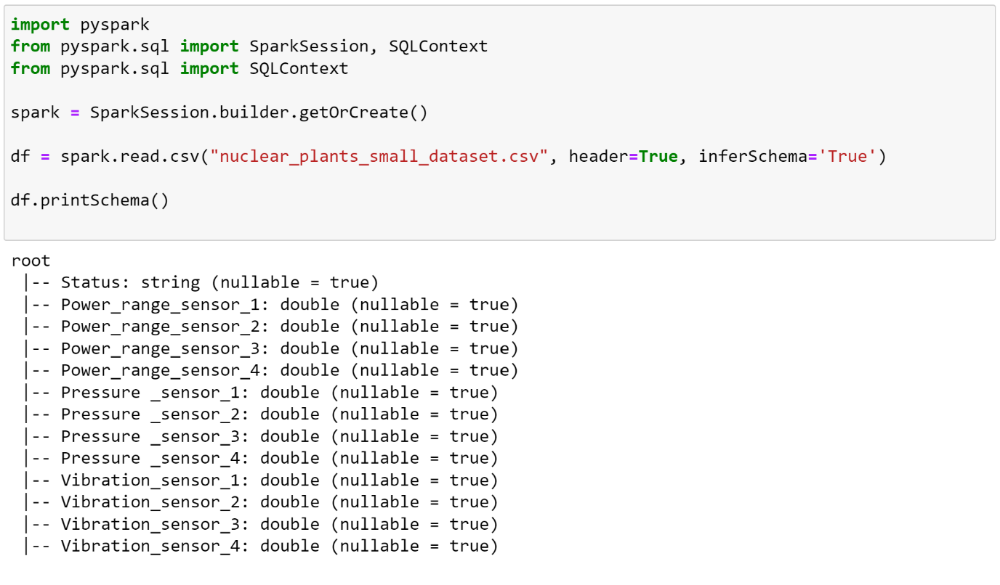 import pyspark
from pyspark.sql import SparkSession, SQLContext
from pyspark.sql import SQLContext
spark = SparkSession.builder.getOrCreate()
df = spark.read.csv("nuclear_plants_small_dataset.csv", header=True, inferSchema='True')
df.printSchema()
root
|-- Status: string (nullable = true)
|-- Power_range_sensor_1: double (nullable = true)
|-- Power_range_sensor_2: double (nullable = true)
|-- Power_range_sensor_3: double (nullable = true)
|-- Power_range_sensor_4: double (nullable = true)
|-- Pressure _sensor_1: double (nullable = true)
|-- Pressure _sensor_2: double (nullable = true)
|-- Pressure _sensor_3: double (nullable = true)
|-- Pressure _sensor_4: double (nullable = true)
|-- Vibration_sensor_1: double (nullable = true)
|-- Vibration_sensor_2: double (nullable = true)
|-- Vibration_sensor_3: double (nullable = true)
|-- Vibration_sensor_4: double (nullable = true)